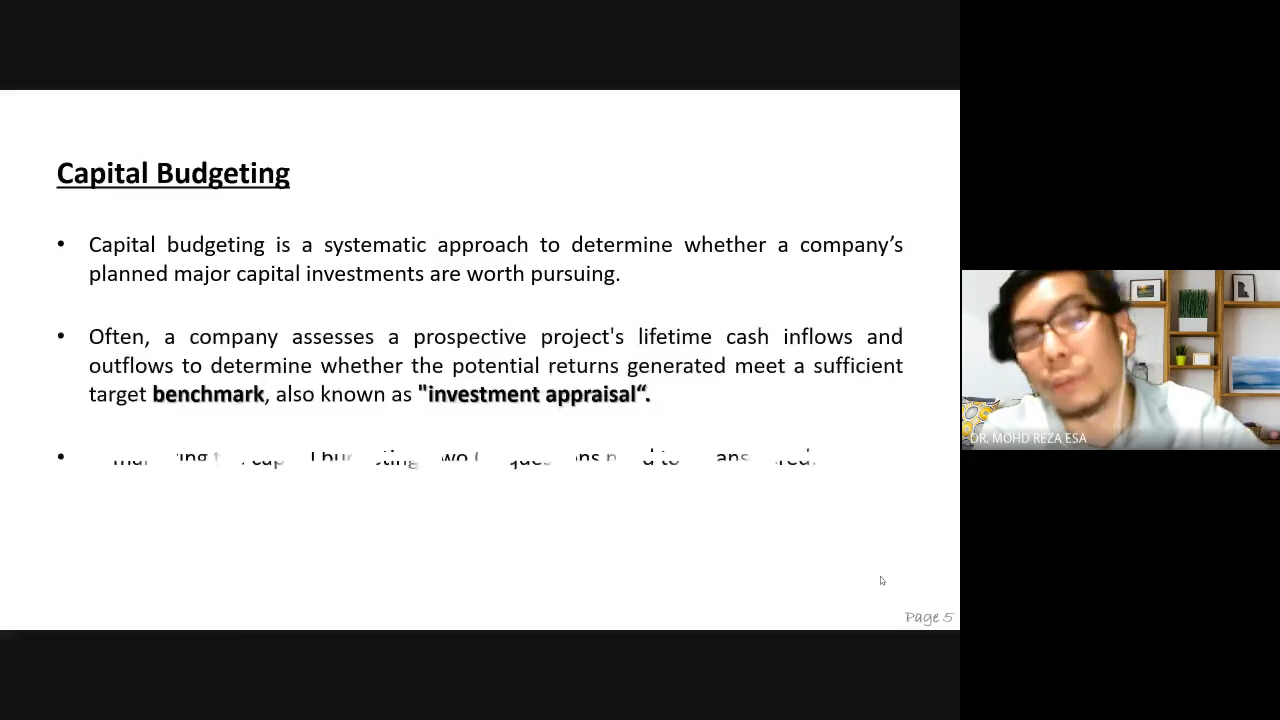 Capital Budgeting
• Capital budgeting is a systematic approach to determine whether a company’s
planned major capital investments are worth pursuing.
• Often, a company assesses a prospective project's lifetime cash inflows and
outflows to determine whether the potential returns generated meet a sufficient
target benchmark, also known as "investment appraisal“.
•
DR. MOHD REZA ESA
Page 5